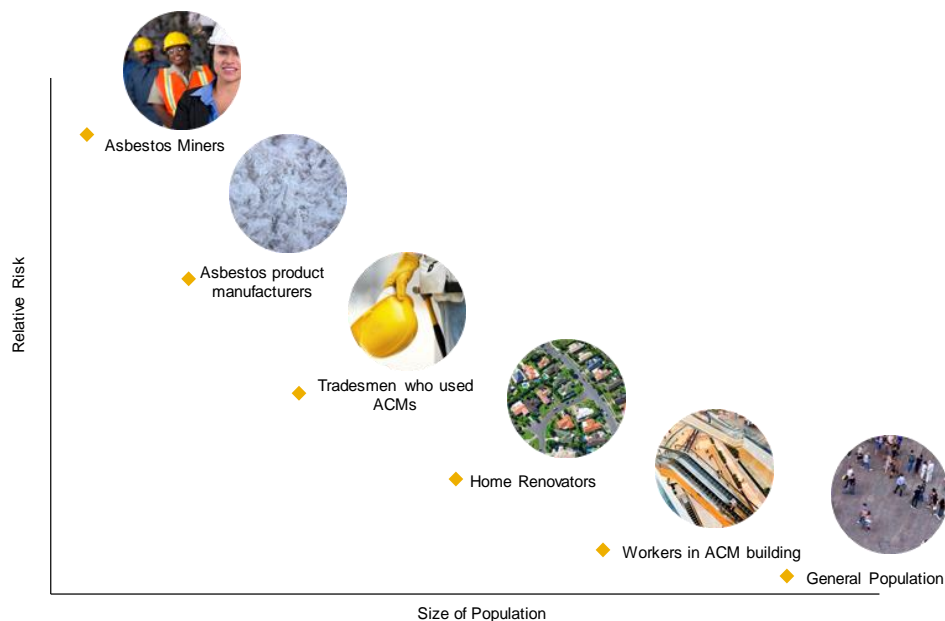 Asbestos Miners
Asbestos product
manufacturers
Relative Risk
Tradesmen who used
ACMs
Home Renovators
Workers in ACM building
General Population
Size of Population